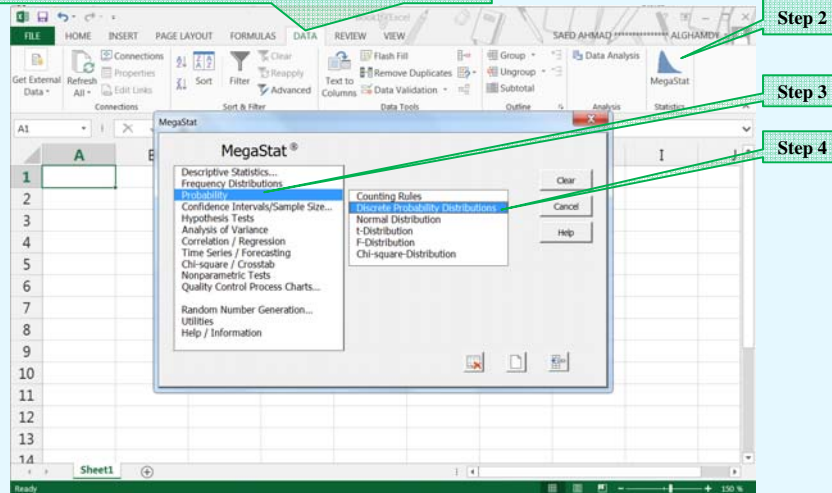 Step 2
SAED AHMAD ************** ALGHAMDY
FILE HOME INSERT PAGE LAYOUT FORMULAS DATA REVIEW VIEW
Get External Data
Refresh All
Connections
Properties
Edit Links
Connections
Sort
Filter
Clear
Reapply
Advanced
Sort & Filter
Text to Columns
Flash Fill
Remove Duplicates
Data Validation
Data Tools
Group
Ungroup
Subtotal
Outline
Data Analysis
Analysis
MegaStat
Statistics
Step 3
Step 4
A1
A I
MegaStat
MegaStat ®
Descriptive Statistics...
Frequency Distributions
Probability
Confidence Intervals/Sample Size...
Hypothesis Tests
Analysis of Variance
Correlation / Regression
Time Series / Forecasting
Chi-square / Crosstab
Nonparametric Tests
Quality Control Process Charts...
Random Number Generation...
Utilities
Help / Information
Counting Rules
Discrete Probability Distributions
Normal Distribution
t-Distribution
F-Distribution
Chi-square-Distribution
Clear
Cancel
Help
1
2
3
4
5
6
7
8
9
10
11
12
13
14
Sheet1
Ready
150 %